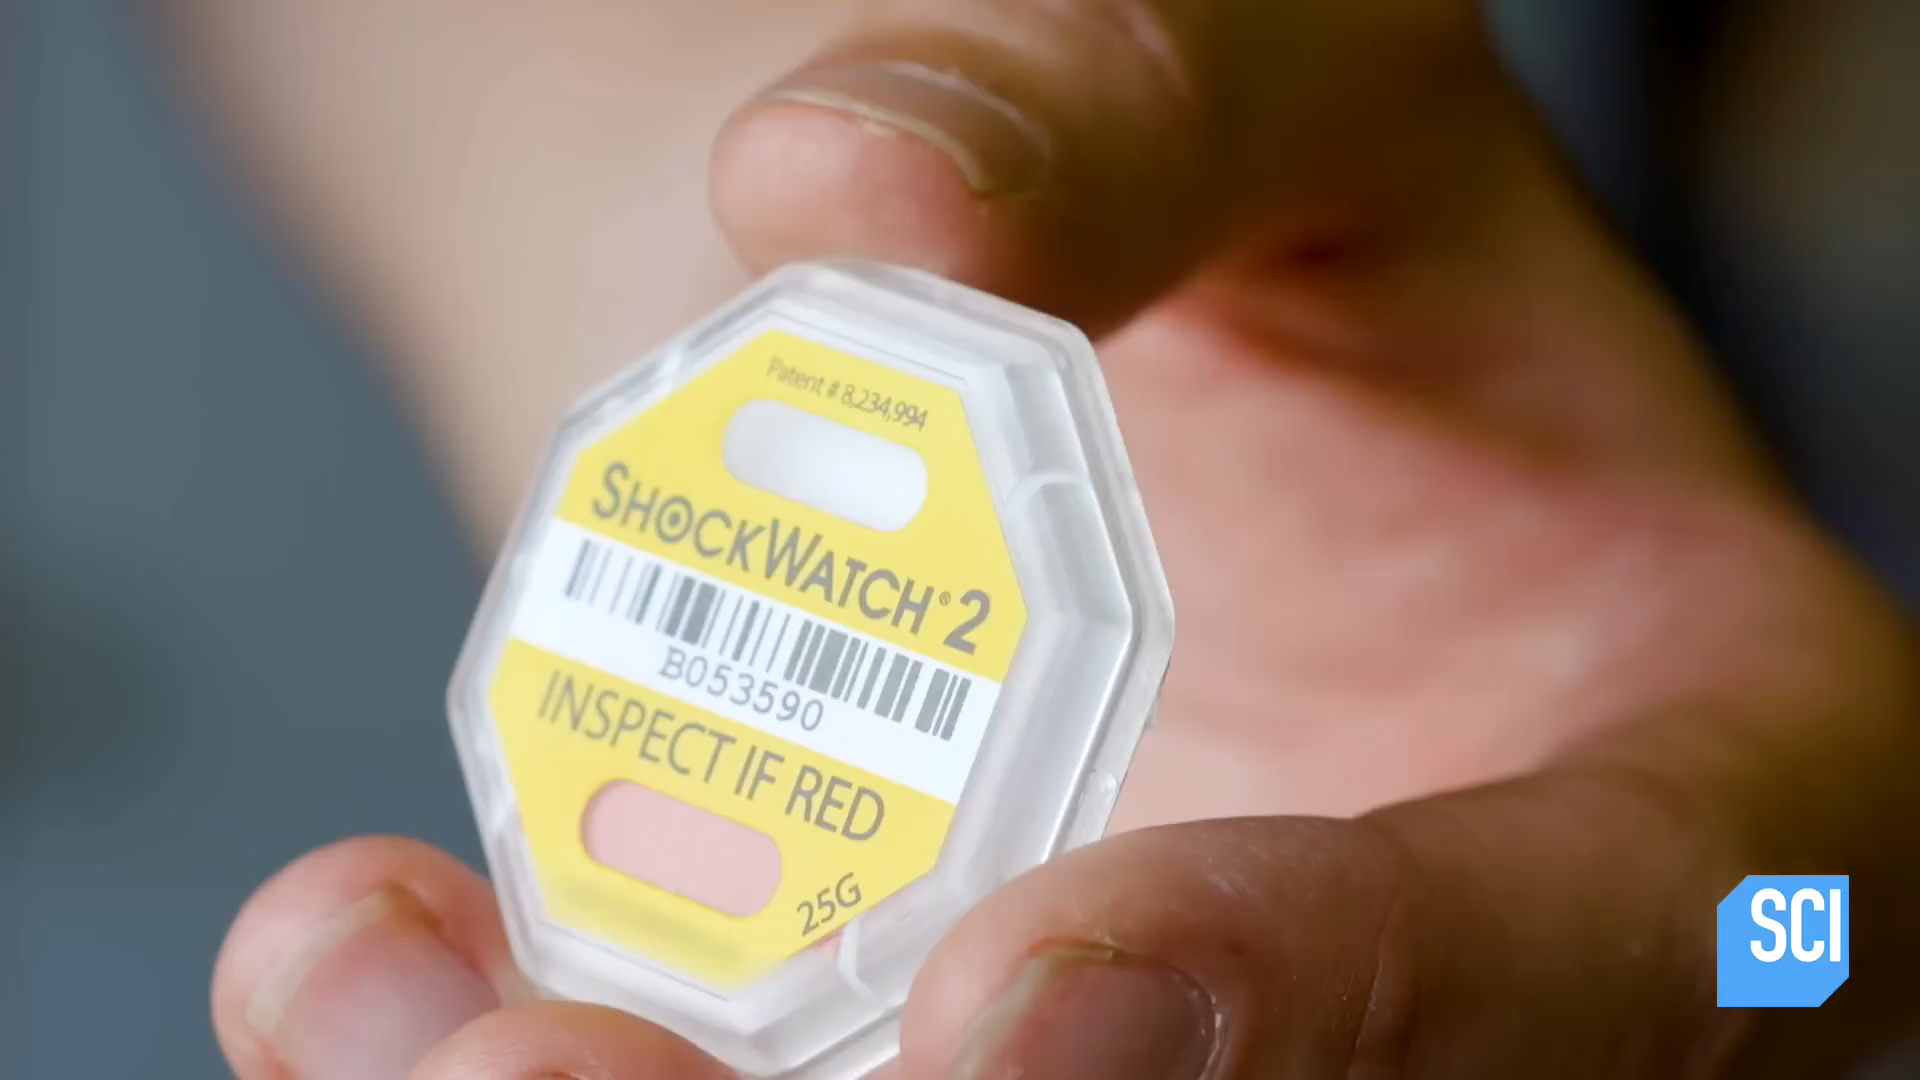 Patent # 8,234,994
SHOCKWATCH® 2
B053590
INSPECT IF RED
25G
SCI